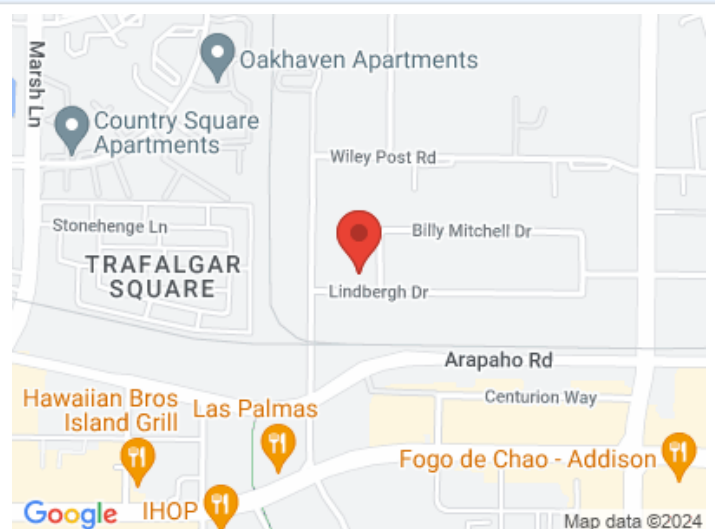 Marsh Ln
Oakhaven Apartments
Country Square
Apartments
Wiley Post Rd
Stonehenge Ln
Billy Mitchell Dr
TRAFALGAR
SQUARE
Lindbergh Dr
Arapaho Rd
Hawaiian Bros
Island Grill
Las Palmas
Centurion Way
Fogo de Chao - Addison
Google
IHOP
Map data ©2024